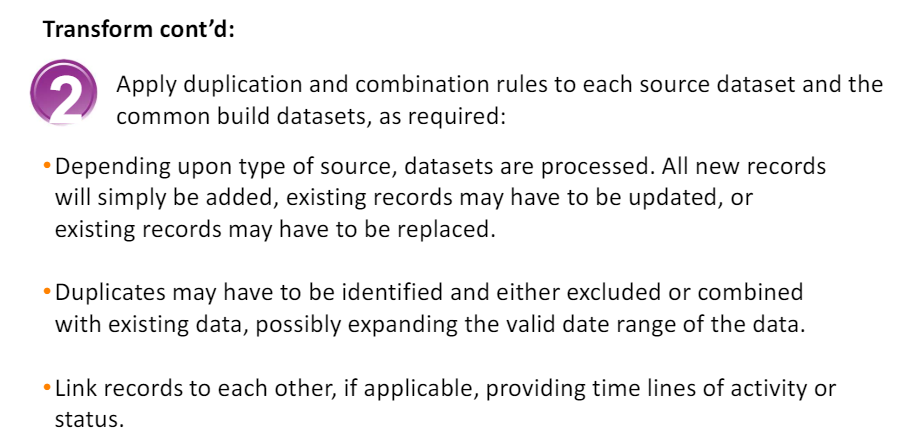 Transform cont’d:
2
Apply duplication and combination rules to each source dataset and the
common build datasets, as required:
•Depending upon type of source, datasets are processed. All new records
will simply be added, existing records may have to be updated, or
existing records may have to be replaced.
•Duplicates may have to be identified and either excluded or combined
with existing data, possibly expanding the valid date range of the data.
•Link records to each other, if applicable, providing time lines of activity or
status.